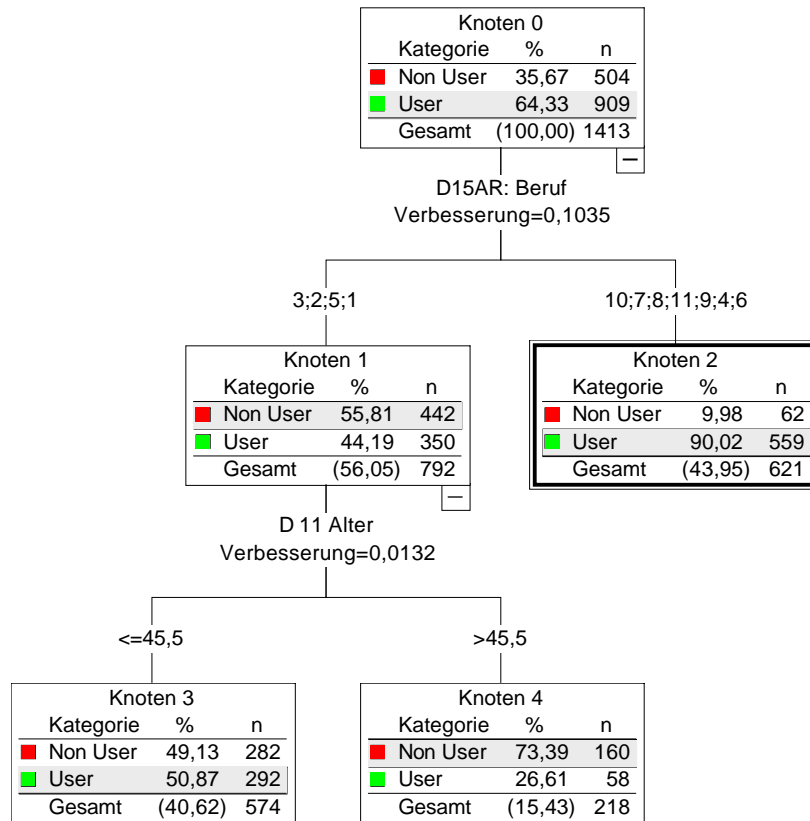 Knoten 0
Kategorie % n
Non User 35,67 504
User 64,33 909
Gesamt (100,00) 1413
D15AR: Beruf
Verbesserung=0,1035
3;2;5;1
10;7;8;11;9;4;6
Knoten 1
Kategorie % n
Non User 55,81 442
User 44,19 350
Gesamt (56,05) 792
Knoten 2
Kategorie % n
Non User 9,98 62
User 90,02 559
Gesamt (43,95) 621
D 11 Alter
Verbesserung=0,0132
<=45,5
>45,5
Knoten 3
Kategorie % n
Non User 49,13 282
User 50,87 292
Gesamt (40,62) 574
Knoten 4
Kategorie % n
Non User 73,39 160
User 26,61 58
Gesamt (15,43) 218